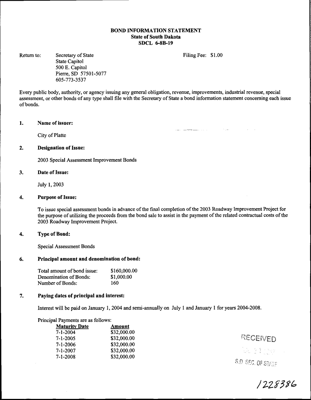 BOND INFORMATION STATEMENT
State of South Dakota
SDCL 6-8B-19
Return to: Secretary of State Filing Fee: $1.00
State Capitol
500 E. Capitol
Pierre, SD 57501-5077
605-773-3537
Every public body, authority, or agency issuing any general obligation, revenue, improvements, industrial revenue, special
assessment, or other bonds of any type shall file with the Secretary of State a bond information statement concerning each issue
of bonds.
1. Name of issuer:
City of Platte
2. Designation of Issue:
2003 Special Assessment Improvement Bonds
3. Date of Issue:
July 1, 2003
4. Purpose of Issue:
To issue special assessment bonds in advance of the final completion of the 2003 Roadway Improvement Project for
the purpose of utilizing the proceeds from the bond sale to assist in the payment of the related contractual costs of the
2003 Roadway Improvement Project.
4. Type of Bond:
Special Assessment Bonds
6. Principal amount and denomination of bond:
Total amount of bond issue: $160,000.00
Denomination of Bonds: $1,000.00
Number of Bonds: 160
7. Paying dates of principal and interest:
Interest will be paid on January 1, 2004 and semi-annually on July 1 and January 1 for years 2004-2008.
Principal Payments are as follows:
Maturity Date Amount
7-1-2004 $32,000.00
7-1-2005 $32,000.00
7-1-2006 $32,000.00
7-1-2007 $32,000.00
7-1-2008 $32,000.00
RECEIVED
S.D. SEC. OF STATE
1228386